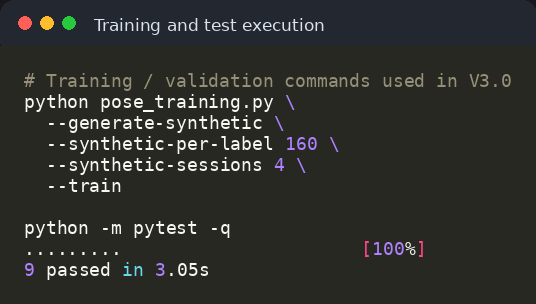 Training and test execution
# Training / validation commands used in V3.0
python pose_training.py \
  --generate-synthetic \
  --synthetic-per-label 160 \
  --synthetic-sessions 4 \
  --train
python -m pytest -q
.........                      [100%]
9 passed in 3.05s